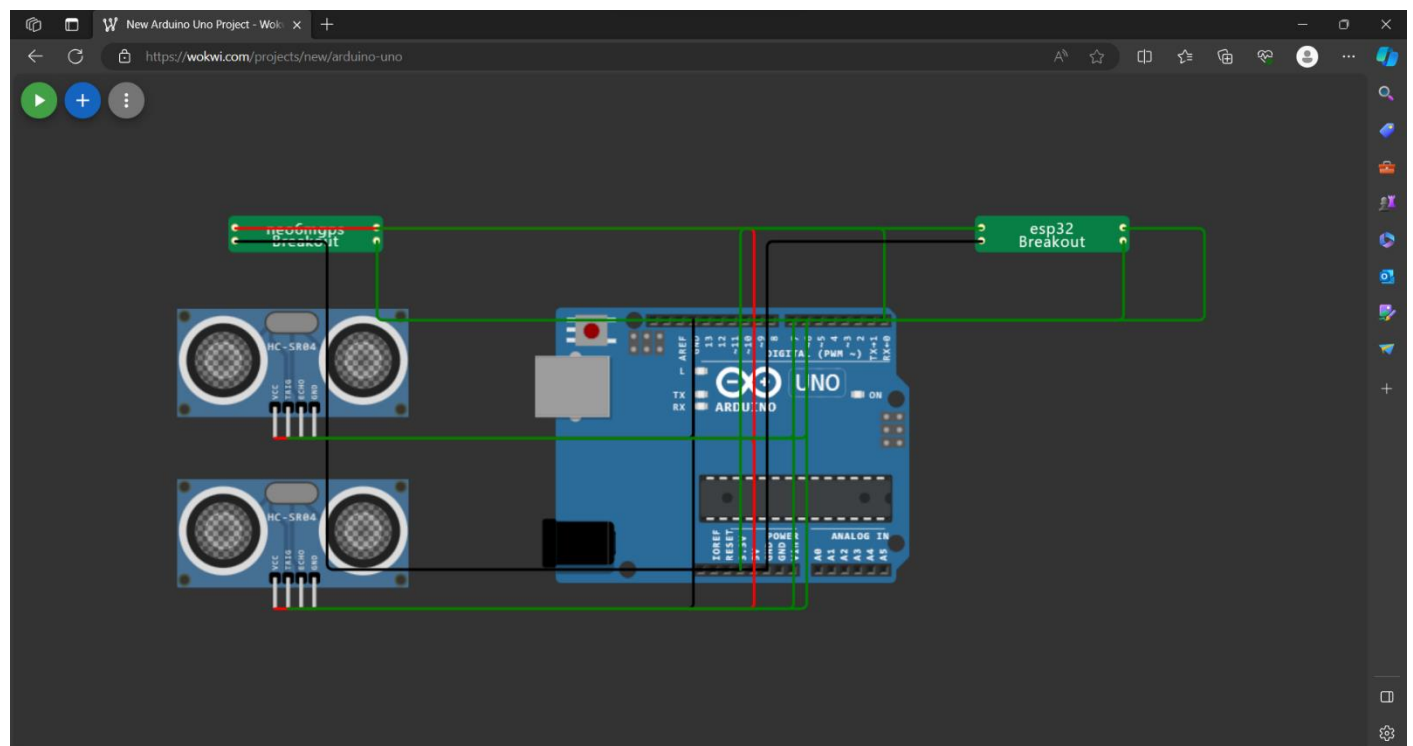 New Arduino Uno Project - Wok
https://wokwi.com/projects/new/arduino-uno
neo6mgps
Breakout
esp32
Breakout
HC-SR04
VCC
TRIG
ECHO
GND
HC-SR04
VCC
TRIG
ECHO
GND
AREF
GND
13
12
~11
~10
~9
8
7
~5
4
~3
2
TX→1
RX←0
DIGITAL (PWM ~)
L
TX
RX
ARDUINO
UNO
ON
IOREF
RESET
3.3V
5V
GND
GND
VIN
POWER
ANALOG IN
A0
A1
A2
A3
A4
A5